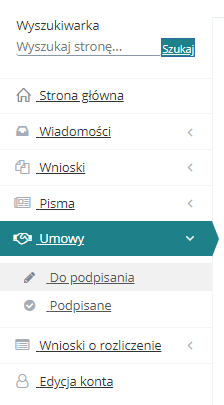 Wyszukiwarka
Wyszukaj stronę...
Szukaj
Strona główna
Wiadomości
Wnioski
Pisma
Umowy
Do podpisania
Podpisane
Wnioski o rozliczenie
Edycja konta